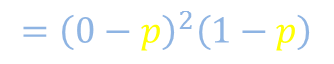 = (0 − p)²(1 − p)